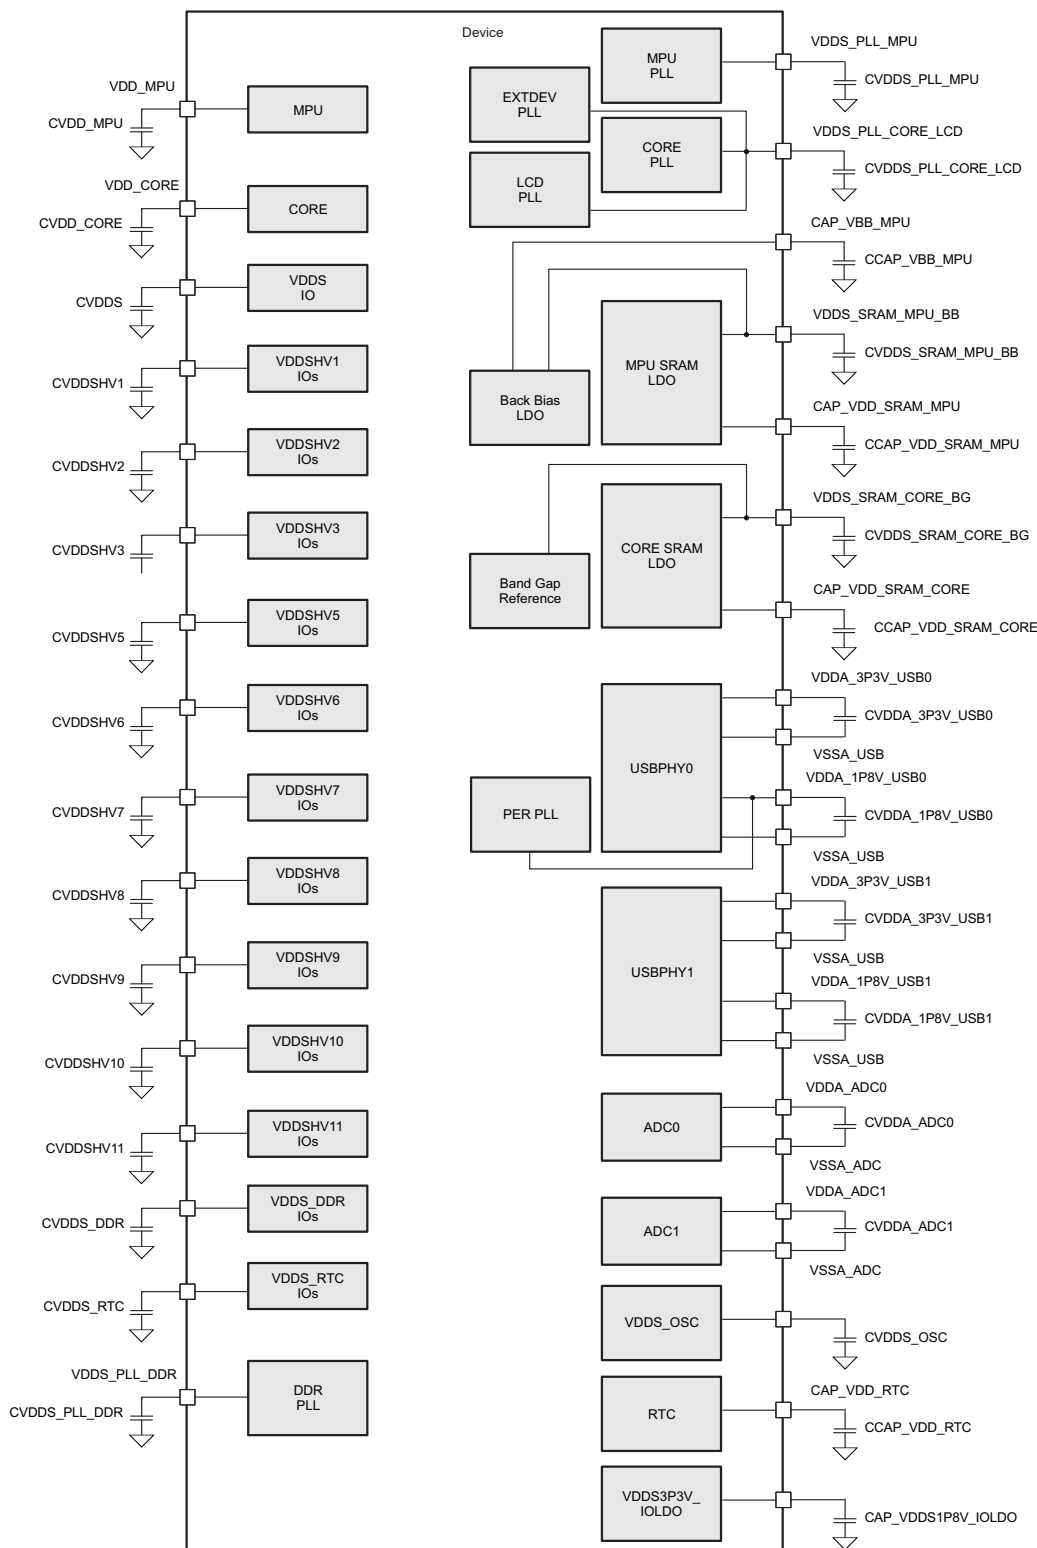 Device
VDD_MPU
CVDD_MPU
MPU
VDD_CORE
CVDD_CORE
CORE
CVDDS
VDDS
IO
CVDDSHV1
VDDSHV1
IOs
CVDDSHV2
VDDSHV2
IOs
CVDDSHV3
VDDSHV3
IOs
CVDDSHV5
VDDSHV5
IOs
CVDDSHV6
VDDSHV6
IOs
CVDDSHV7
VDDSHV7
IOs
CVDDSHV8
VDDSHV8
IOs
CVDDSHV9
VDDSHV9
IOs
CVDDSHV10
VDDSHV10
IOs
CVDDSHV11
VDDSHV11
IOs
CVDDS_DDR
VDDS_DDR
IOs
CVDDS_RTC
VDDS_RTC
IOs
VDDS_PLL_DDR
CVDDS_PLL_DDR
DDR
PLL
MPU
PLL
VDDS_PLL_MPU
CVDDS_PLL_MPU
EXTDEV
PLL
CORE
PLL
LCD
PLL
VDDS_PLL_CORE_LCD
CVDDS_PLL_CORE_LCD
CAP_VBB_MPU
CCAP_VBB_MPU
MPU SRAM
LDO
Back Bias
LDO
VDDS_SRAM_MPU_BB
CVDDS_SRAM_MPU_BB
CAP_VDD_SRAM_MPU
CCAP_VDD_SRAM_MPU
CORE SRAM
LDO
Band Gap
Reference
VDDS_SRAM_CORE_BG
CVDDS_SRAM_CORE_BG
CAP_VDD_SRAM_CORE
CCAP_VDD_SRAM_CORE
USBPHY0
PER PLL
VDDA_3P3V_USB0
CVDDA_3P3V_USB0
VSSA_USB
VDDA_1P8V_USB0
CVDDA_1P8V_USB0
VSSA_USB
USBPHY1
VDDA_3P3V_USB1
CVDDA_3P3V_USB1
VSSA_USB
VDDA_1P8V_USB1
CVDDA_1P8V_USB1
VSSA_USB
ADC0
VDDA_ADC0
CVDDA_ADC0
VSSA_ADC
ADC1
VDDA_ADC1
CVDDA_ADC1
VSSA_ADC
VDDS_OSC
CVDDS_OSC
RTC
CAP_VDD_RTC
CCAP_VDD_RTC
VDDS3P3V_
IOLDO
CAP_VDDS1P8V_IOLDO